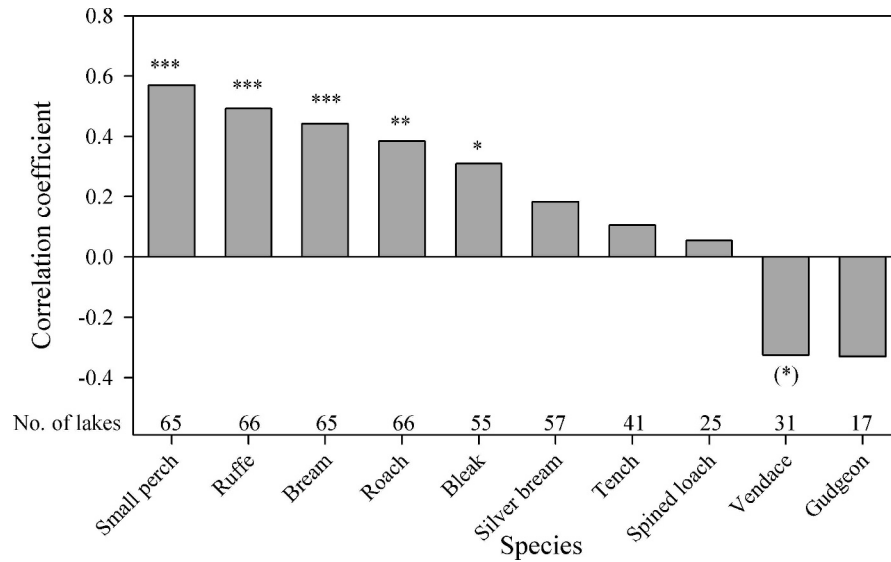 0.8
0.6
0.4
0.2
0.0
-0.2
-0.4
Correlation coefficient
***
***
***
**
*
(*)
No. of lakes 65 66 65 66 55 57 41 25 31 17
Small perch
Ruffe
Bream
Roach
Bleak
Silver bream
Tench
Spined loach
Vendace
Gudgeon
Species